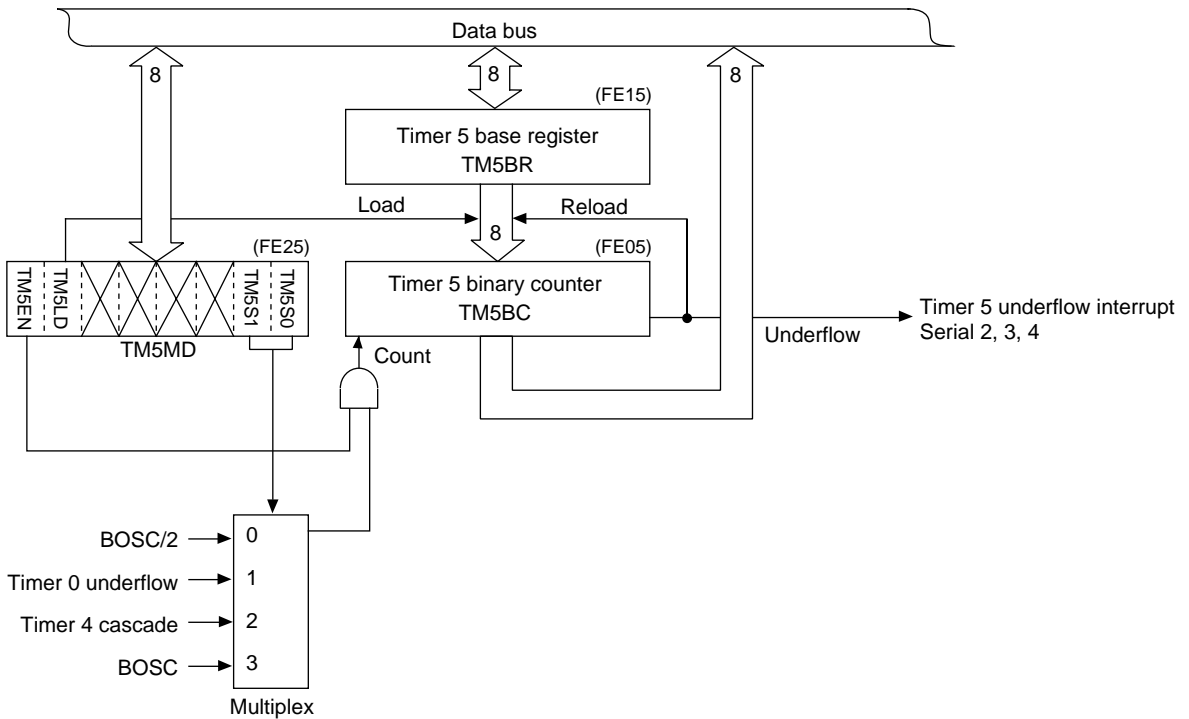 Data bus
8
8
8
(FE15)
Timer 5 base register
TM5BR
Load
Reload
8
(FE25)
(FE05)
TM5EN
TM5LD
TM5S1
TM5S0
TM5MD
Timer 5 binary counter
TM5BC
Underflow
Timer 5 underflow interrupt
Serial 2, 3, 4
Count
BOSC/2
0
Timer 0 underflow
1
Timer 4 cascade
2
BOSC
3
Multiplex